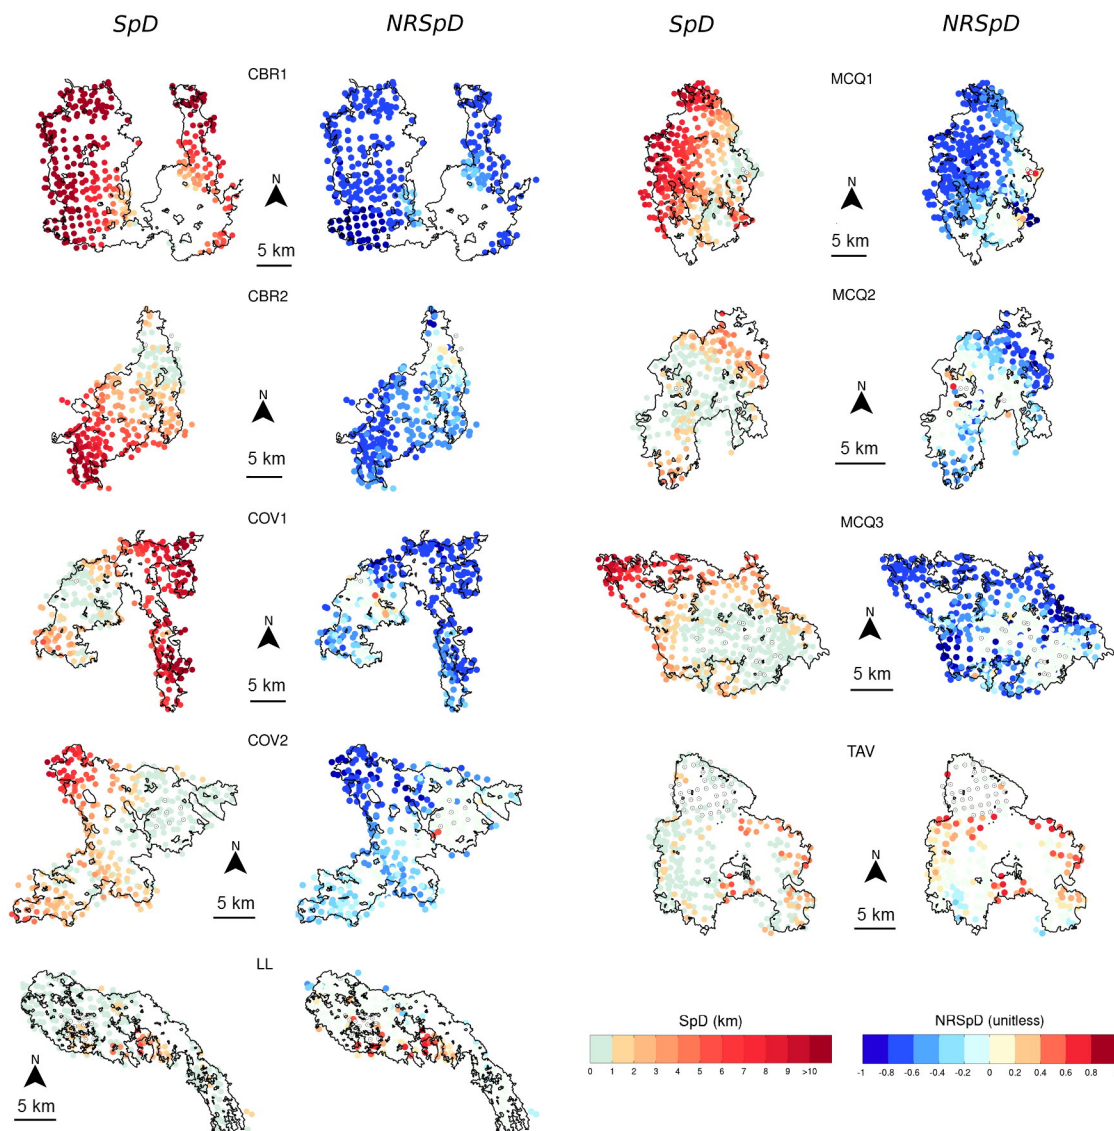 SpD NRSpD SpD NRSpD
CBR1 MCQ1
N N
5 km 5 km
CBR2 MCQ2
N N
5 km 5 km
COV1 MCQ3
N N
5 km 5 km
COV2 TAV
N N
5 km 5 km
LL
SpD (km) NRSpD (unitless)
N
0 1 2 3 4 5 6 7 8 9 >10 -1 -0.8 -0.6 -0.4 -0.2 0 0.2 0.4 0.6 0.8
5 km